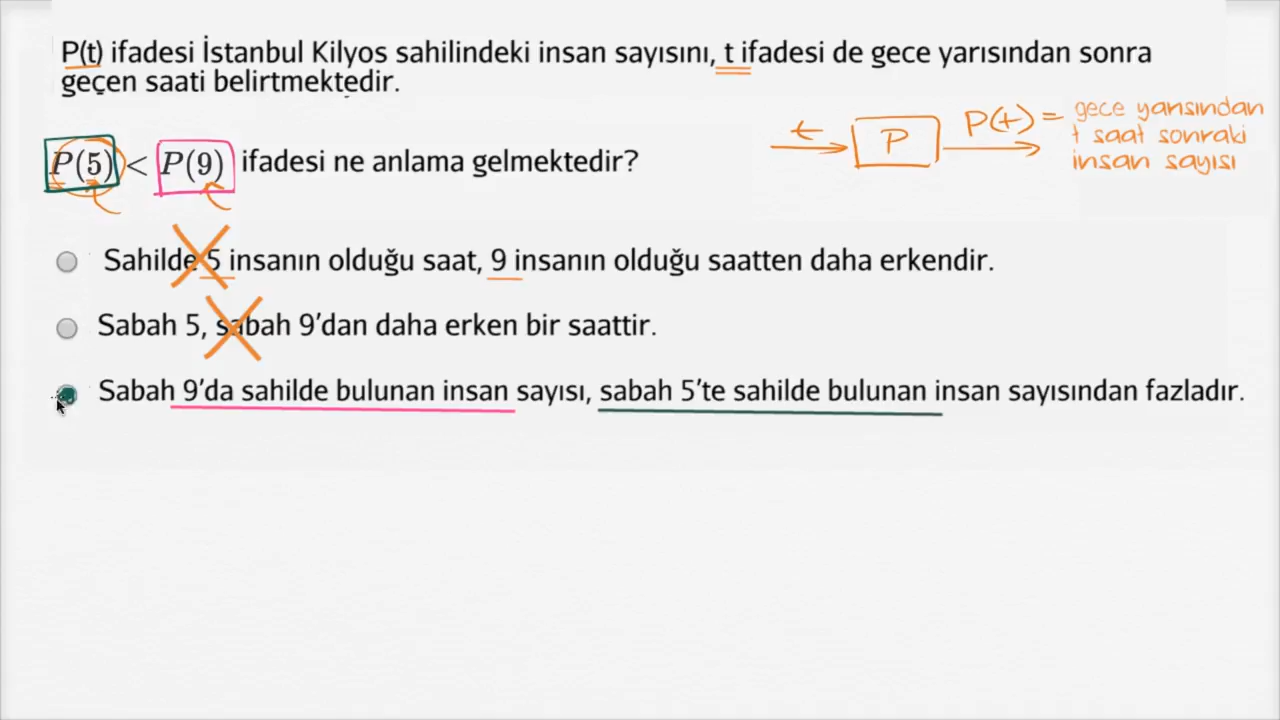 P(t) ifadesi İstanbul Kilyos sahilindeki insan sayısını, t ifadesi de gece yarısından sonra
geçen saati belirtmektedir.
t P P(t) = gece yarısından
t saat sonraki
insan sayısı
P(5) < P(9) ifadesi ne anlama gelmektedir?
Sahilde 5 insanın olduğu saat, 9 insanın olduğu saatten daha erkendir.
Sabah 5, sabah 9'dan daha erken bir saattir.
Sabah 9'da sahilde bulunan insan sayısı, sabah 5'te sahilde bulunan insan sayısından fazladır.